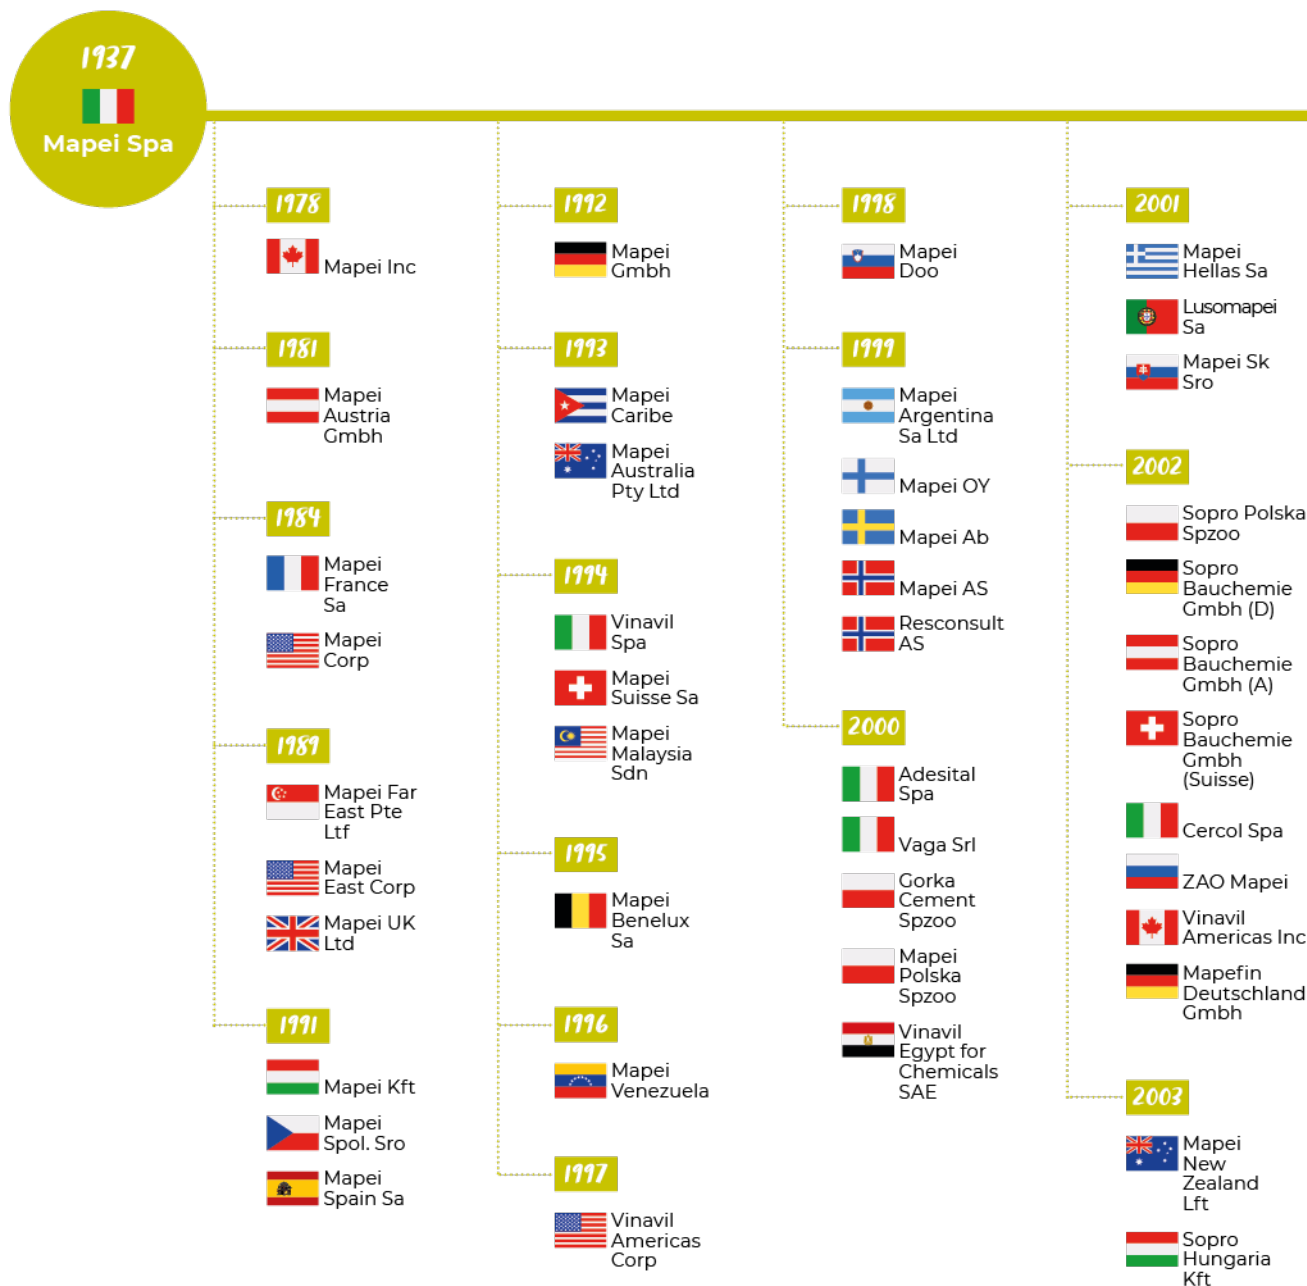 1937
Mapei Spa
1978
Mapei Inc
1981
Mapei
Austria
Gmbh
1984
Mapei
France
Sa
Mapei
Corp
1989
Mapei Far
East Pte
Ltf
Mapei
East Corp
Mapei UK
Ltd
1991
Mapei Kft
Mapei
Spol. Sro
Mapei
Spain Sa
1992
Mapei
Gmbh
1993
Mapei
Caribe
Mapei
Australia
Pty Ltd
1994
Vinavil
Spa
Mapei
Suisse Sa
Mapei
Malaysia
Sdn
1995
Mapei
Benelux
Sa
1996
Mapei
Venezuela
1997
Vinavil
Americas
Corp
1998
Mapei
Doo
1999
Mapei
Argentina
Sa Ltd
Mapei OY
Mapei Ab
Mapei AS
Resconsult
AS
2000
Adesital
Spa
Vaga Srl
Gorka
Cement
Spzoo
Mapei
Polska
Spzoo
Vinavil
Egypt for
Chemicals
SAE
2001
Mapei
Hellas Sa
Lusomapei
Sa
Mapei Sk
Sro
2002
Sopro Polska
Spzoo
Sopro
Bauchemie
Gmbh (D)
Sopro
Bauchemie
Gmbh (A)
Sopro
Bauchemie
Gmbh
(Suisse)
Cercol Spa
ZAO Mapei
Vinavil
Americas Inc
Mapefin
Deutschland
Gmbh
2003
Mapei
New
Zealand
Lft
Sopro
Hungaria
Kft